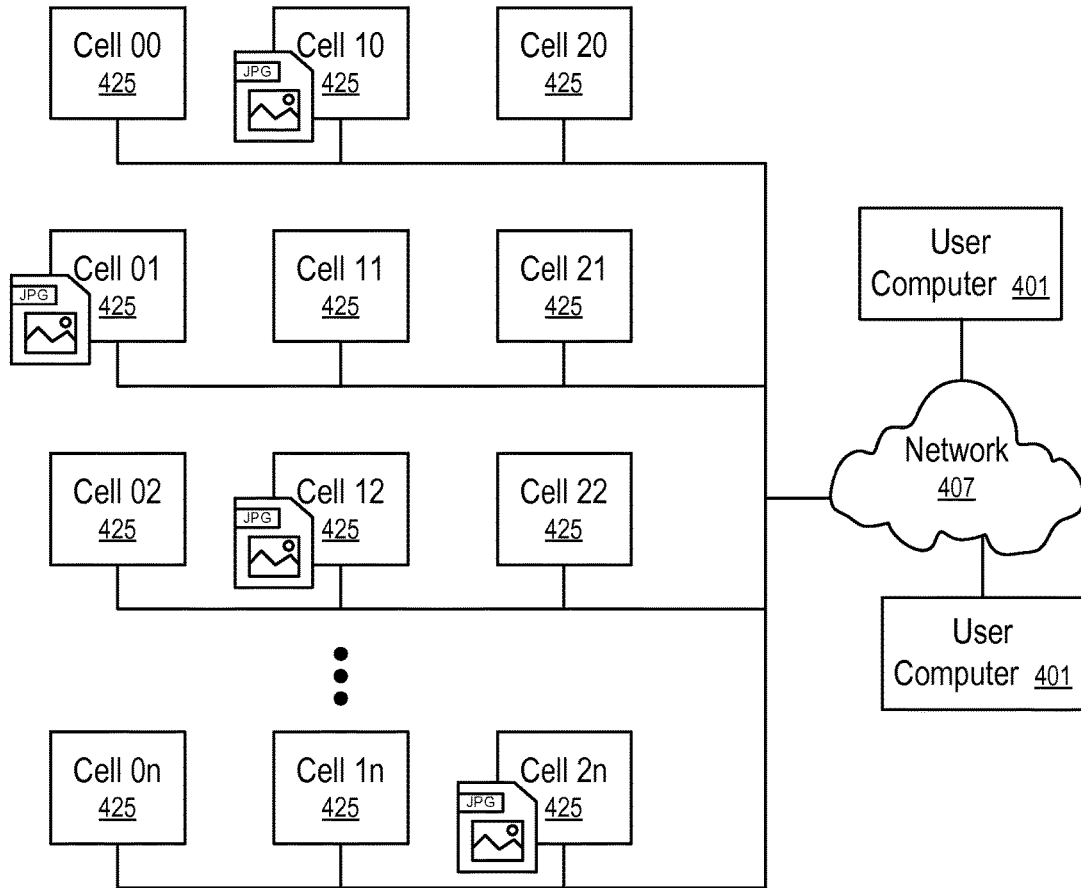 Cell 00
425
Cell 10
425
JPG
Cell 20
425
Cell 01
425
JPG
Cell 11
425
Cell 21
425
User
Computer 401
Network
407
Cell 02
425
Cell 12
425
JPG
Cell 22
425
User
Computer 401
Cell 0n
425
Cell 1n
425
Cell 2n
425
JPG